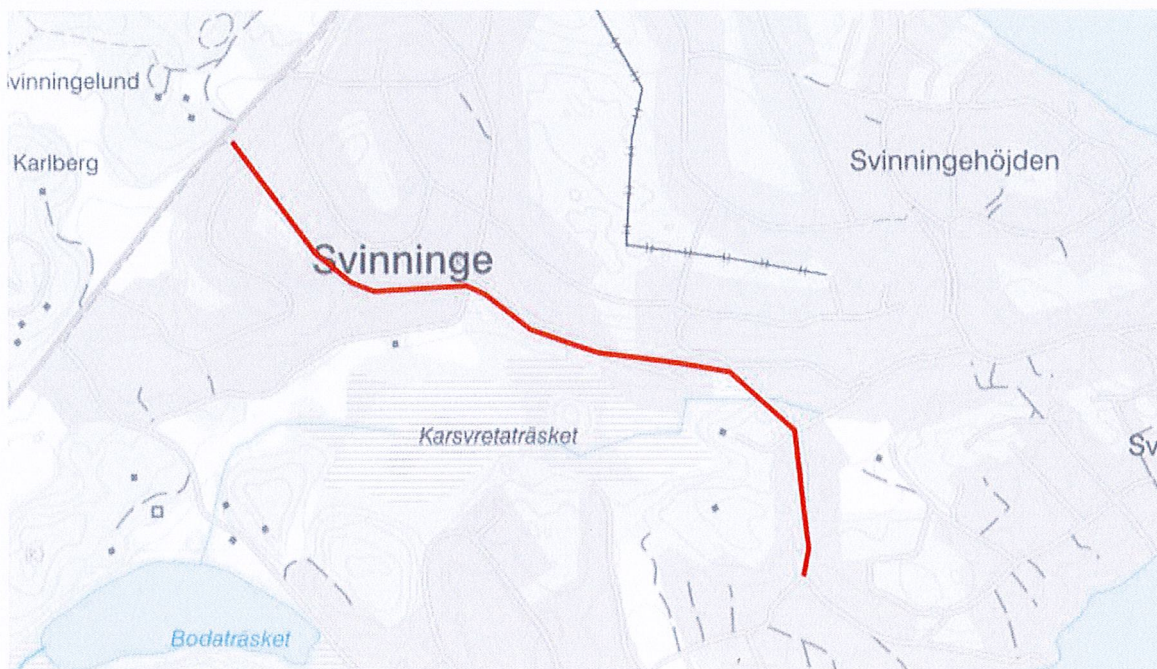 vinningelund
Karlberg
Svinningehöjden
Svinninge
Karsvretaträsket
Sv
(K)
Bodaträsket